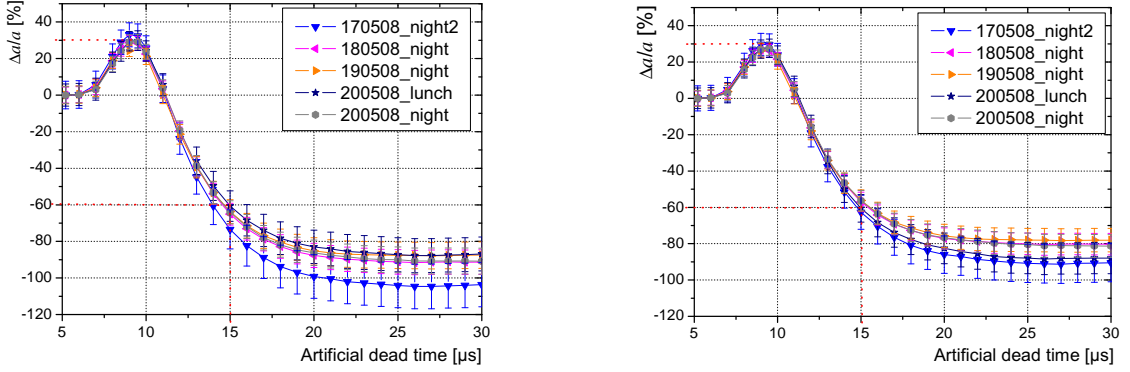 Δa/a [%]
40
20
0
-20
-40
-60
-80
-100
-120
5
10
15
20
25
30
Artificial dead time [µs]
170508_night2
180508_night
190508_night
200508_lunch
200508_night
Δa/a [%]
40
20
0
-20
-40
-60
-80
-100
-120
5
10
15
20
25
30
Artificial dead time [µs]
170508_night2
180508_night
190508_night
200508_lunch
200508_night